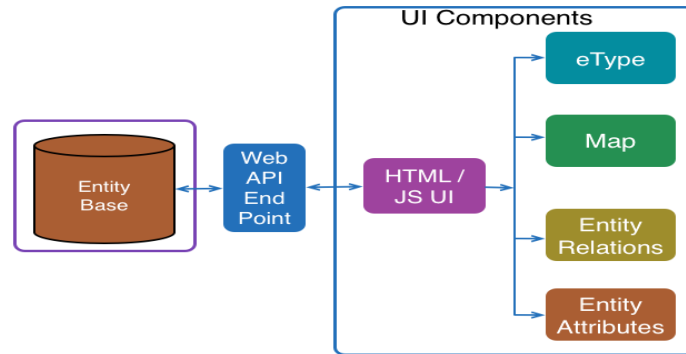 UI Components
eType
Map
Entity
Relations
Entity
Attributes
HTML /
JS UI
Web
API
End
Point
Entity
Base